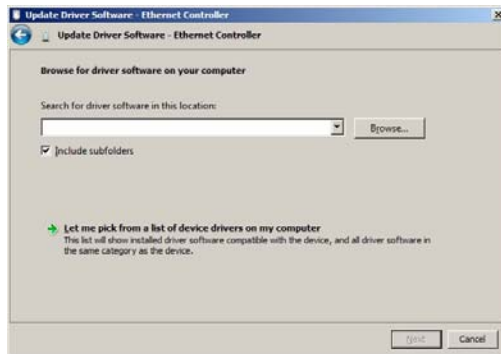 Update Driver Software - Ethernet Controller
Update Driver Software - Ethernet Controller
Browse for driver software on your computer
Search for driver software in this location:
Browse...
Include subfolders
Let me pick from a list of device drivers on my computer
This list will show installed driver software compatible with the device, and all driver software in
the same category as the device.
Next Cancel